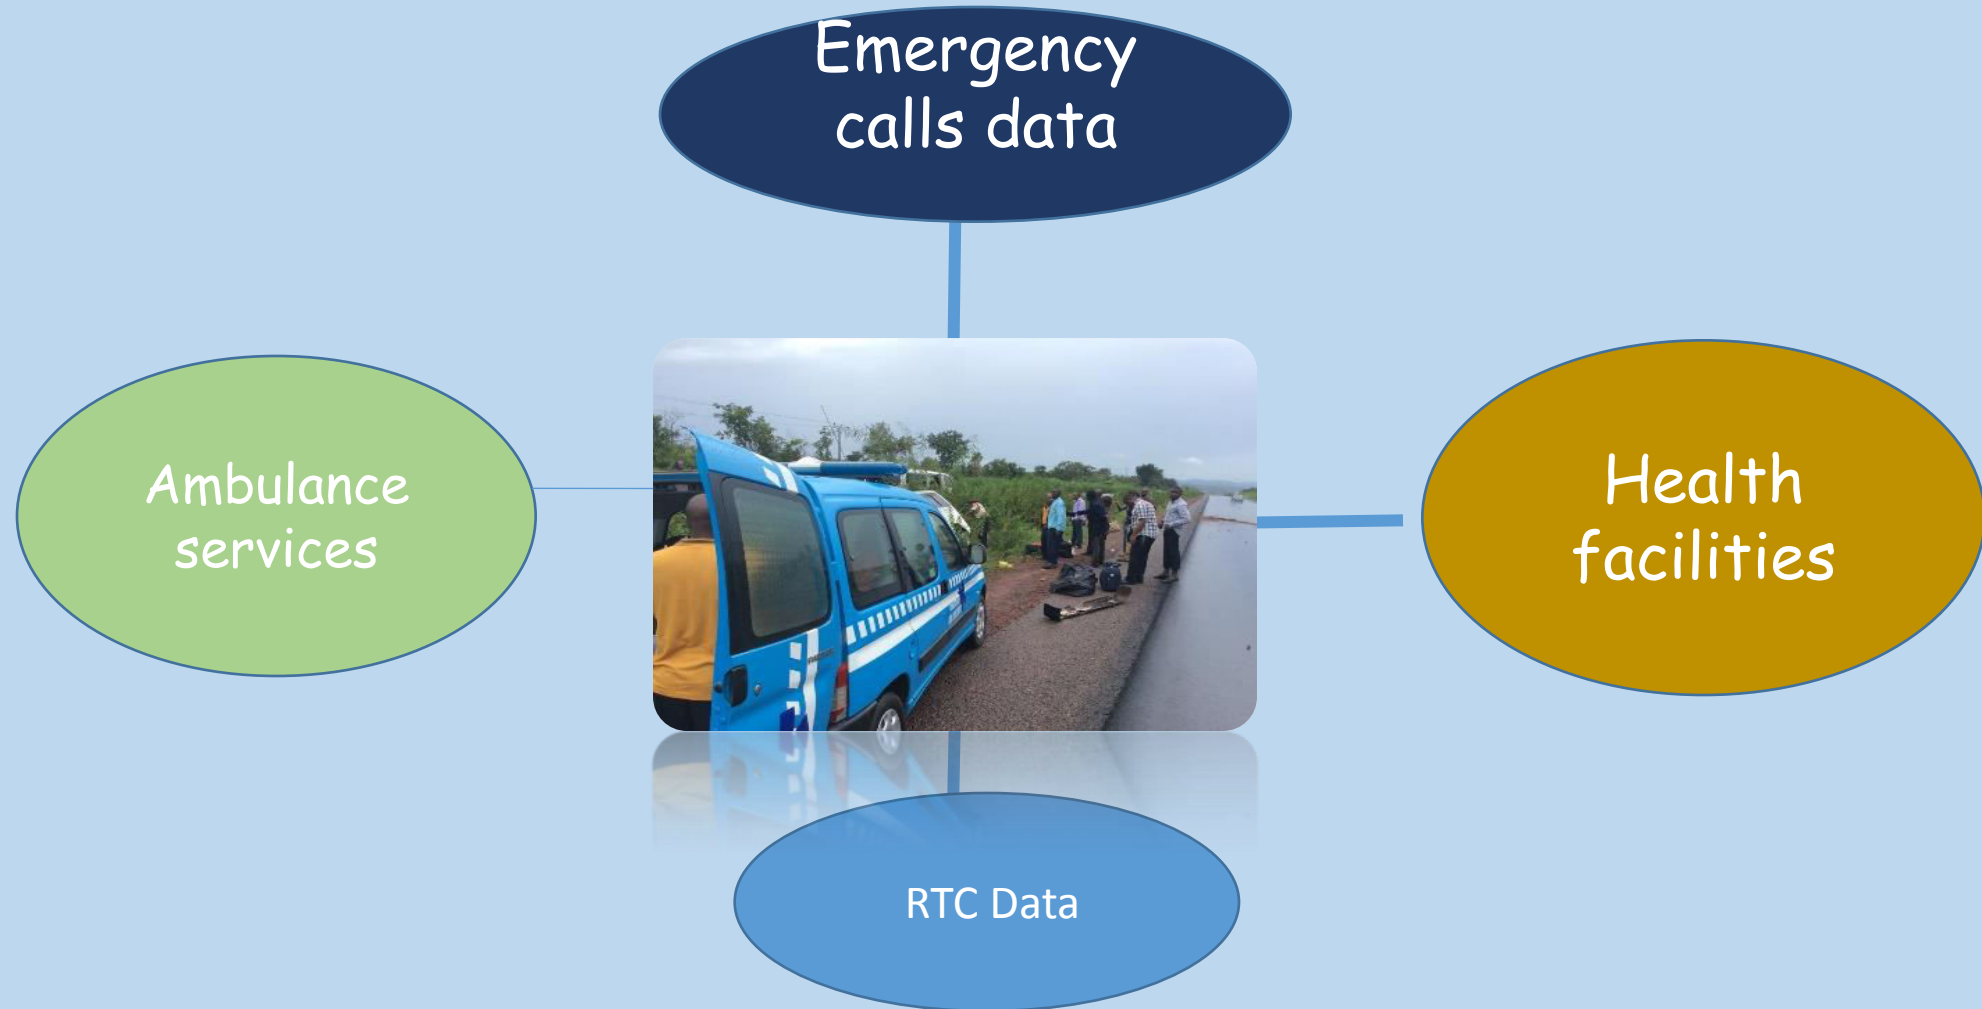 Emergency
calls data
Ambulance
services
Health
facilities
RTC Data